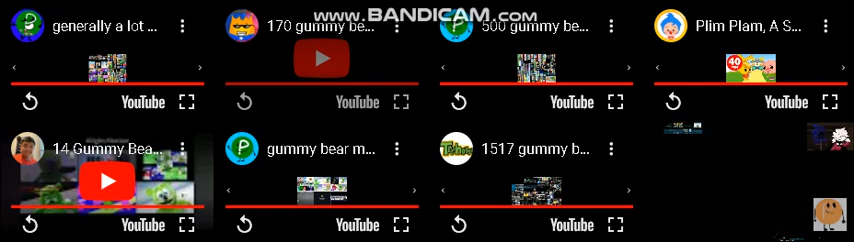 www.BANDICAM.com
generally a lot ...
170 gummy be...
500 gummy be...
Plim Plam, A S...
40
YouTube
YouTube
YouTube
YouTube
14 Gummy Bea...
gummy bear m...
1517 gummy b...
YouTube
YouTube
YouTube